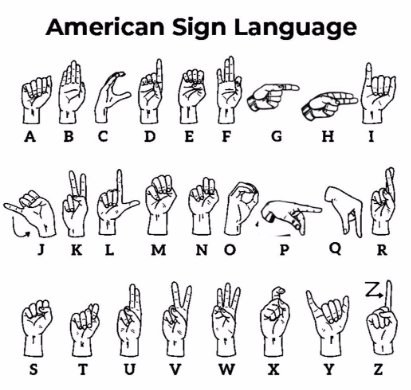 American Sign Language
A B C D E F G H I
J K L M N O P Q R
S T U V W X Y Z